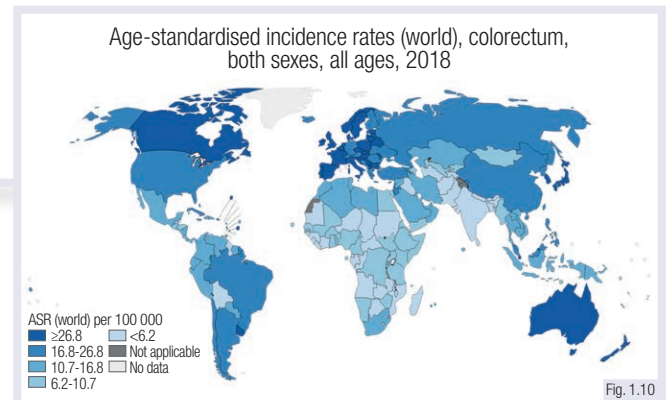 Age-standardised incidence rates (world), colorectum,
both sexes, all ages, 2018
ASR (world) per 100 000
≥26.8
16.8-26.8
10.7-16.8
6.2-10.7
<6.2
Not applicable
No data
Fig. 1.10